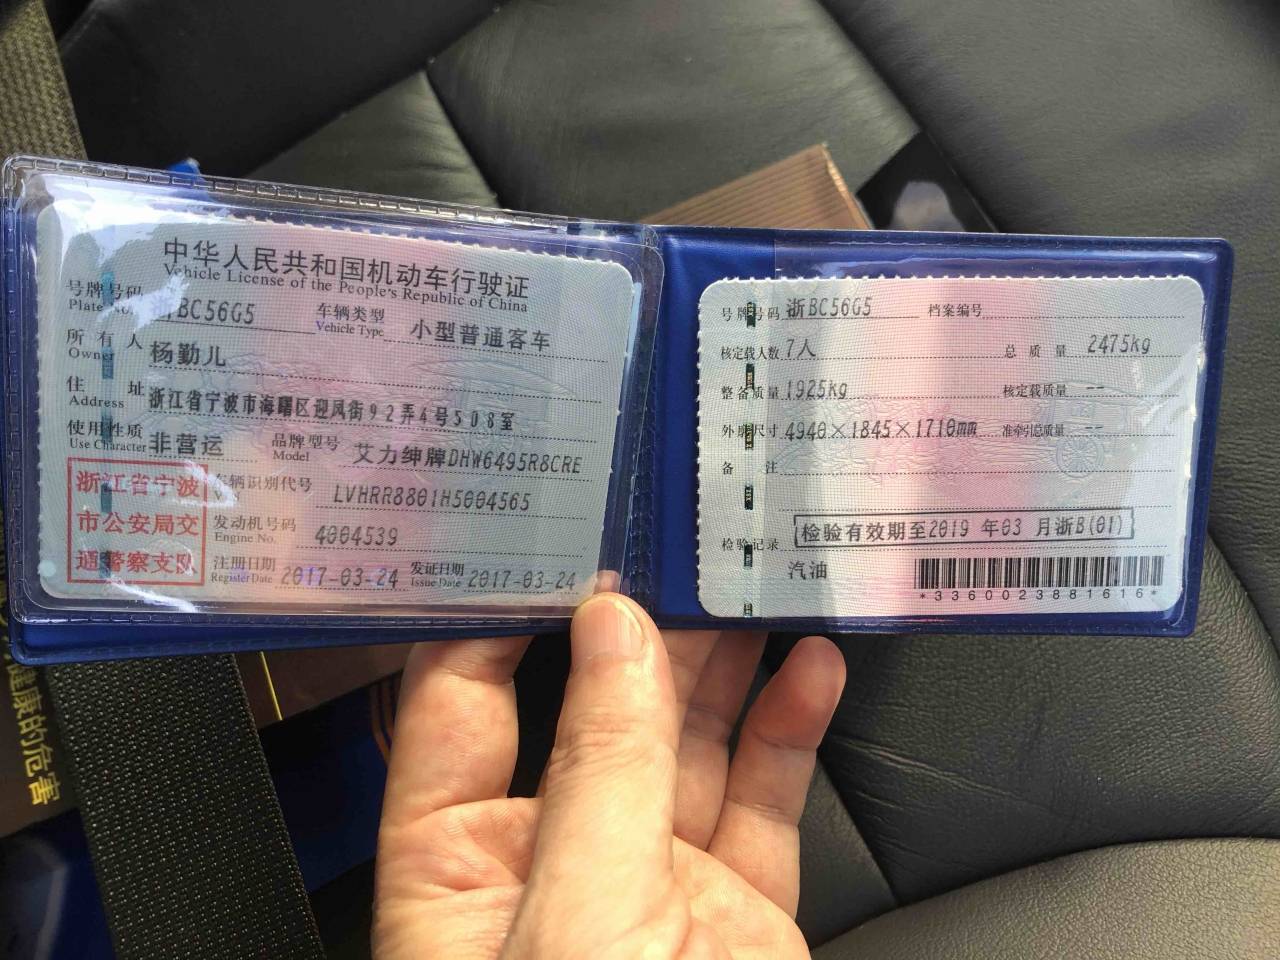 中华人民共和国机动车行驶证
Vehicle License of the People's Republic of China
号牌号码 BC56G5 车辆类型 小型普通客车
Plate No. Vehicle Type
所有人 杨勤儿
Owner
住址 浙江省宁波市海曙区迎凤街92弄4号508室
Address
使用性质 非营运 品牌型号 艾力绅牌DHW6495R8CRE
Use Character Model
浙江省宁波
市公安局交
通警察支队
车辆识别代号 LVHRR8801H5004565
VIN
发动机号码 4004539
Engine No.
注册日期 2017-03-24 发证日期 2017-03-24
Register Date Issue Date
号牌号码 浙BC56G5 档案编号
核定载人数 7人 总质量 2475kg
整备质量 1925kg 核定载质量 --
外廓尺寸 4940×1845×1710mm 准牵引总质量 --
备注
检验记录 检验有效期至2019 年03 月浙B(01)
汽油
*3360023881616*
健康的危害